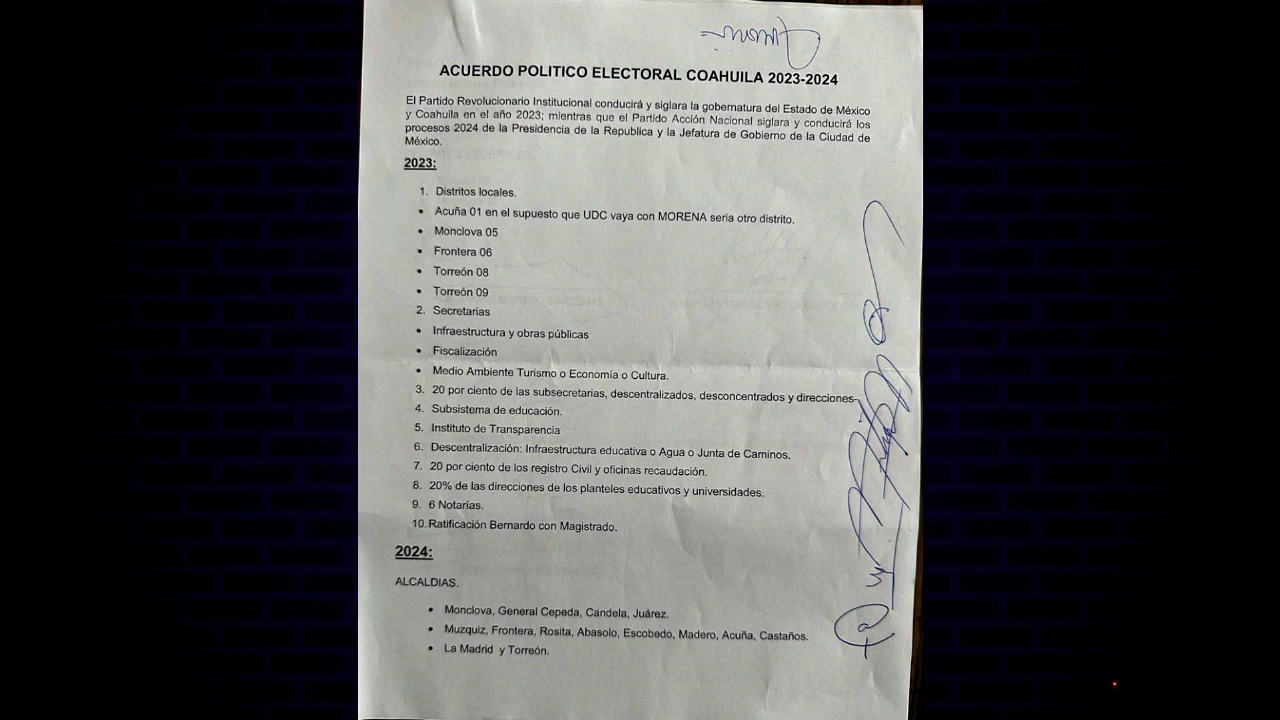 ACUERDO POLITICO ELECTORAL COAHUILA 2023-2024
El Partido Revolucionario Institucional conducirá y siglara la gobernatura del Estado de México
y Coahuila en el año 2023; mientras que el Partido Acción Nacional siglara y conducirá los
procesos 2024 de la Presidencia de la Republica y la Jefatura de Gobierno de la Ciudad de
México.
2023:
1. Distritos locales.
• Acuña 01 en el supuesto que UDC vaya con MORENA seria otro distrito.
• Monclova 05
• Frontera 06
• Torreón 08
• Torreón 09
2. Secretarias
• Infraestructura y obras públicas
• Fiscalización
• Medio Ambiente Turismo o Economía o Cultura.
3. 20 por ciento de las subsecretarias, descentralizados, desconcentrados y direcciones
4. Subsistema de educación.
5. Instituto de Transparencia
6. Descentralización: Infraestructura educativa o Agua o Junta de Caminos.
7. 20 por ciento de los registro Civil y oficinas recaudación.
8. 20% de las direcciones de los planteles educativos y universidades.
9. 6 Notarías.
10. Ratificación Bernardo con Magistrado.
2024:
ALCALDIAS.
• Monclova, General Cepeda, Candela, Juárez.
• Muzquiz, Frontera, Rosita, Abasolo, Escobedo, Madero, Acuña, Castaños.
• La Madrid y Torreón.